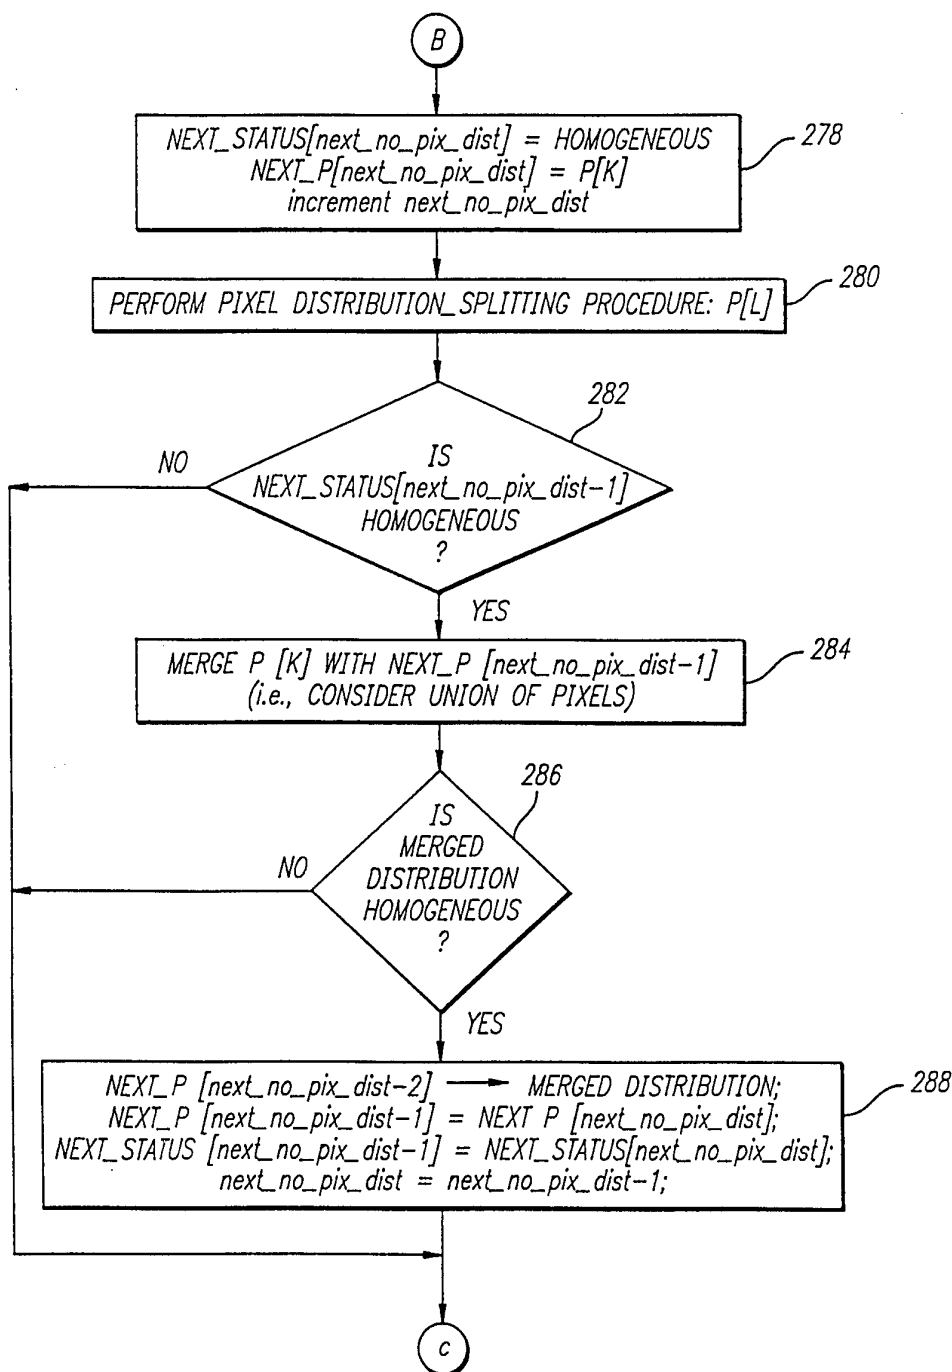 B
NEXT_STATUS[next_no_pix_dist] = HOMOGENEOUS
NEXT_P[next_no_pix_dist] = P[K]
increment next_no_pix_dist
278
PERFORM PIXEL DISTRIBUTION_SPLITTING PROCEDURE: P[L]
280
282
IS
NEXT_STATUS[next_no_pix_dist-1]
HOMOGENEOUS
?
NO
YES
MERGE P [K] WITH NEXT_P [next_no_pix_dist-1]
(i.e., CONSIDER UNION OF PIXELS)
284
286
IS
MERGED
DISTRIBUTION
HOMOGENEOUS
?
NO
YES
NEXT_P [next_no_pix_dist-2] → MERGED DISTRIBUTION;
NEXT_P [next_no_pix_dist-1] = NEXT P [next_no_pix_dist];
NEXT_STATUS [next_no_pix_dist-1] = NEXT_STATUS[next_no_pix_dist];
next_no_pix_dist = next_no_pix_dist-1;
288
c